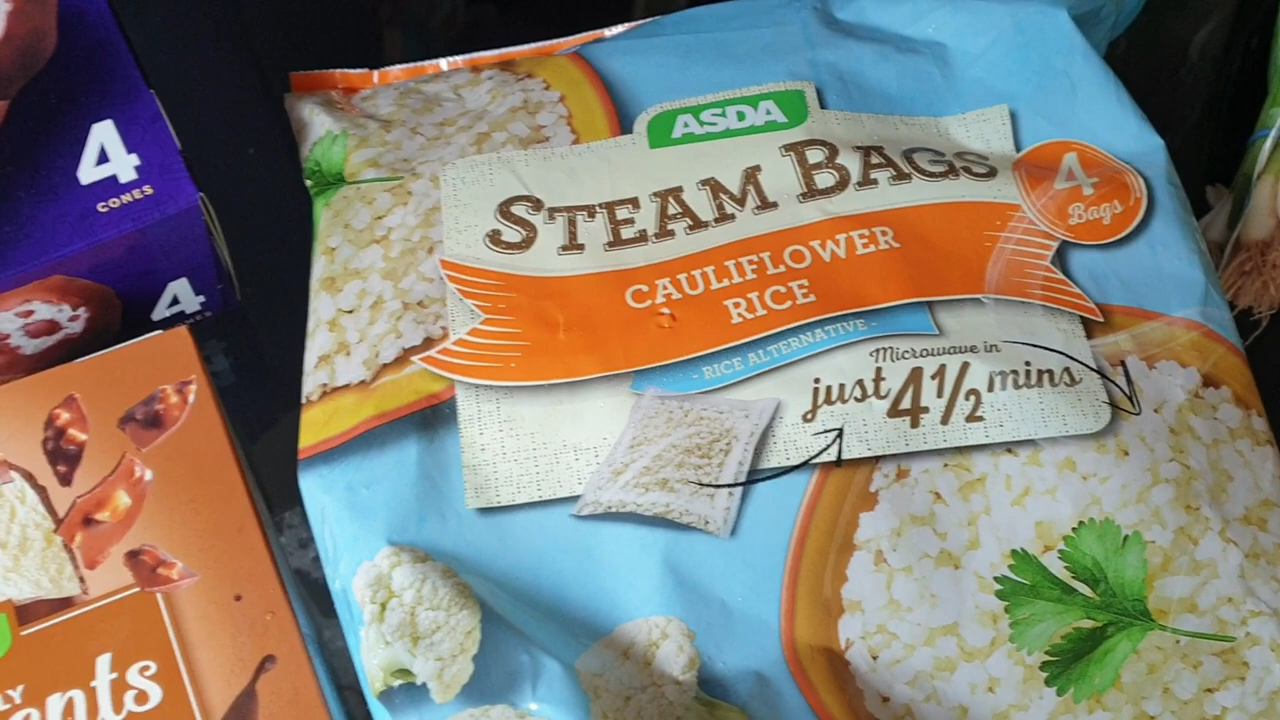 4
CONES
4
ASDA
STEAM BAGS
4
Bags
CAULIFLOWER
RICE
- RICE ALTERNATIVE -
Microwave in
just 4½ mins